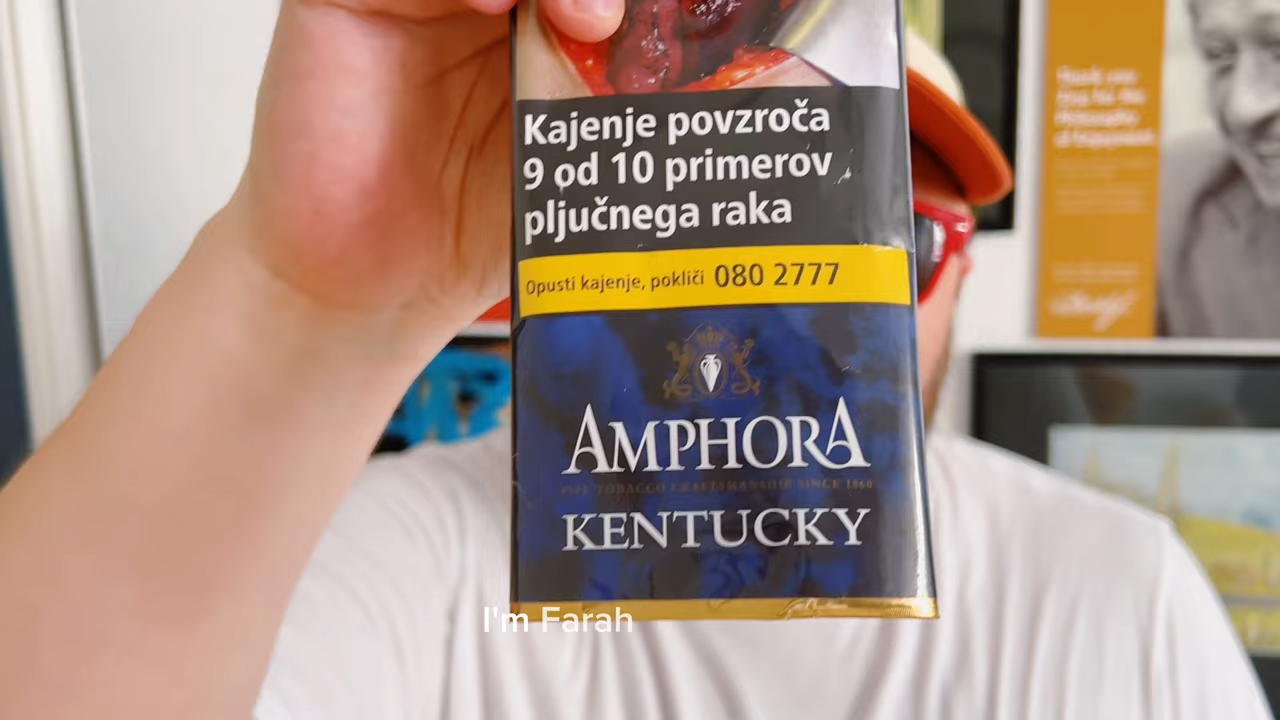 Kajenje povzroča
9 od 10 primerov
pljučnega raka
Opusti kajenje, pokliči 080 2777
AMPHORA
PIPE TOBACCO CRAFTSMANSHIP SINCE 1860
KENTUCKY
I'm Farah